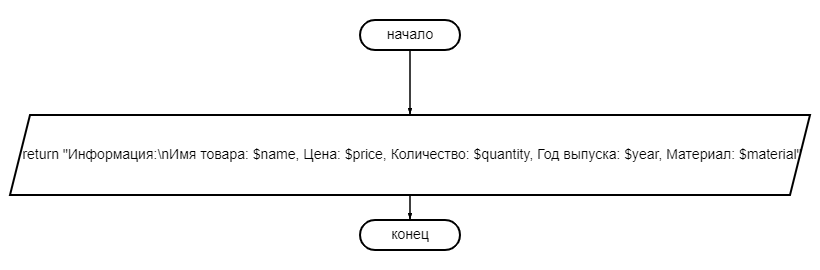 начало
return "Информация:\nИмя товара: $name, Цена: $price, Количество: $quantity, Год выпуска: $year, Материал: $material"
конец